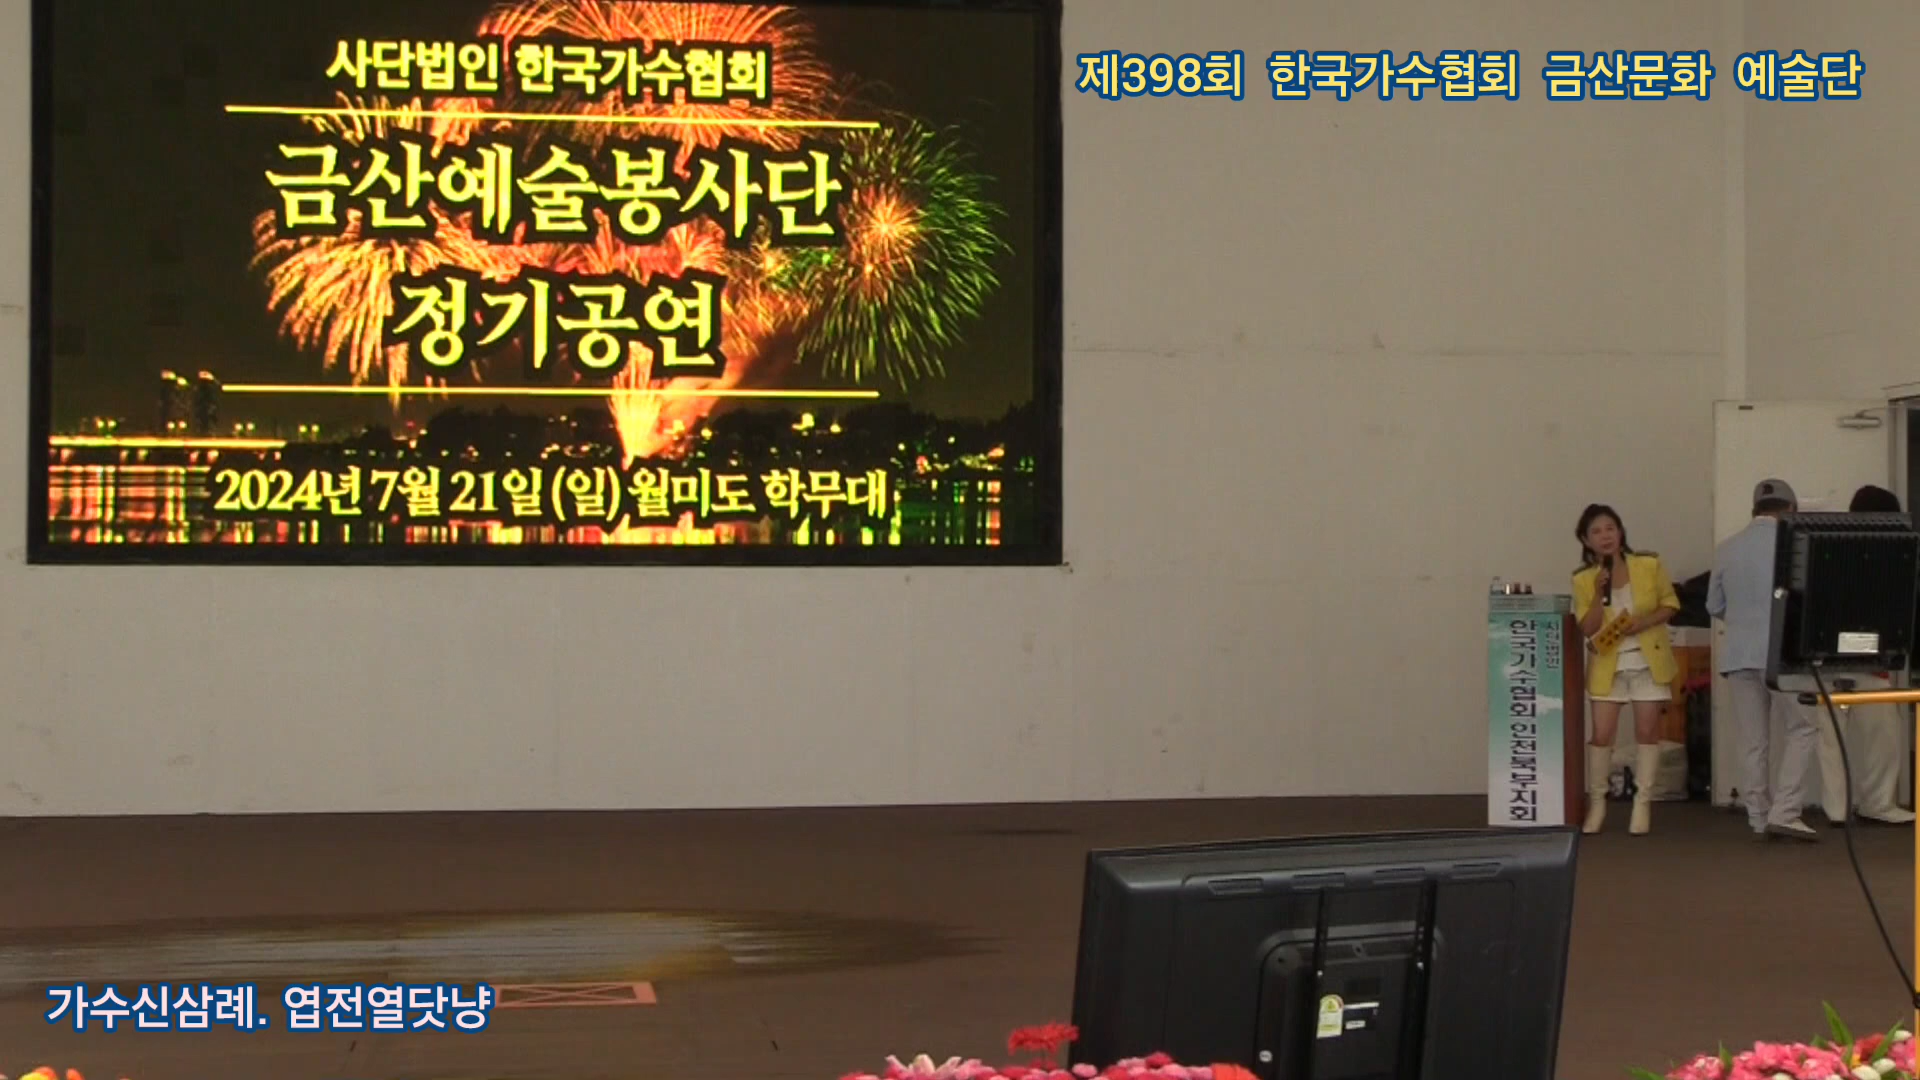 사단법인 한국가수협회
금산예술봉사단
정기공연
2024년 7월 21일 (일) 월미도 학무대
제398회 한국가수협회 금산문화 예술단
사단법인
한국가수협회 인천북부지회
가수신삼례. 엽전열닷냥